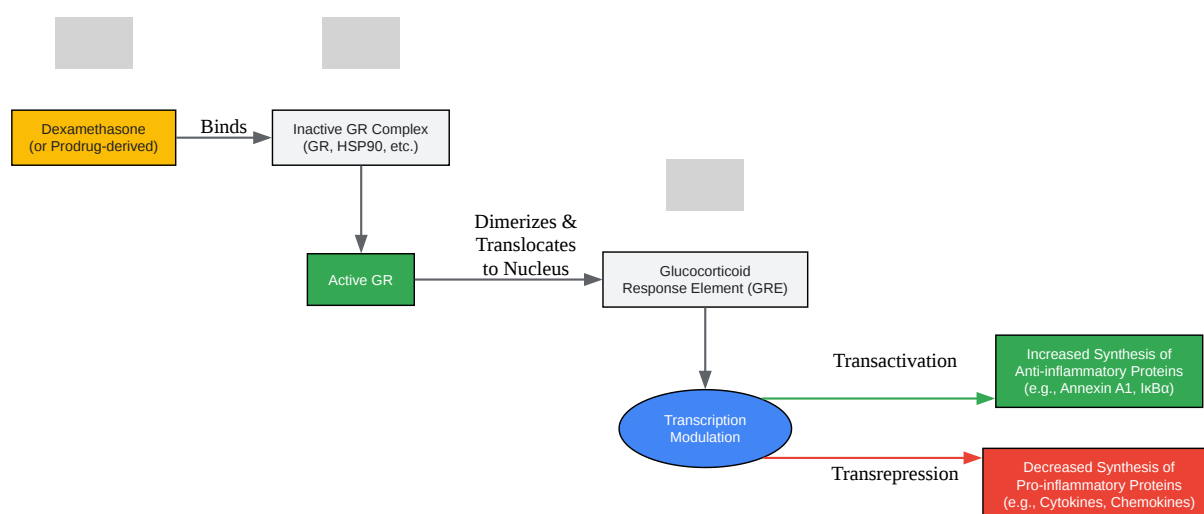 Dexamethasone
(or Prodrug-derived)
Binds
Inactive GR Complex
(GR, HSP90, etc.)
Active GR
Dimerizes &
Translocates
to Nucleus
Glucocorticoid
Response Element (GRE)
Transcription
Modulation
Transactivation
Increased Synthesis of
Anti-inflammatory Proteins
(e.g., Annexin A1, IκBα)
Transrepression
Decreased Synthesis of
Pro-inflammatory Proteins
(e.g., Cytokines, Chemokines)